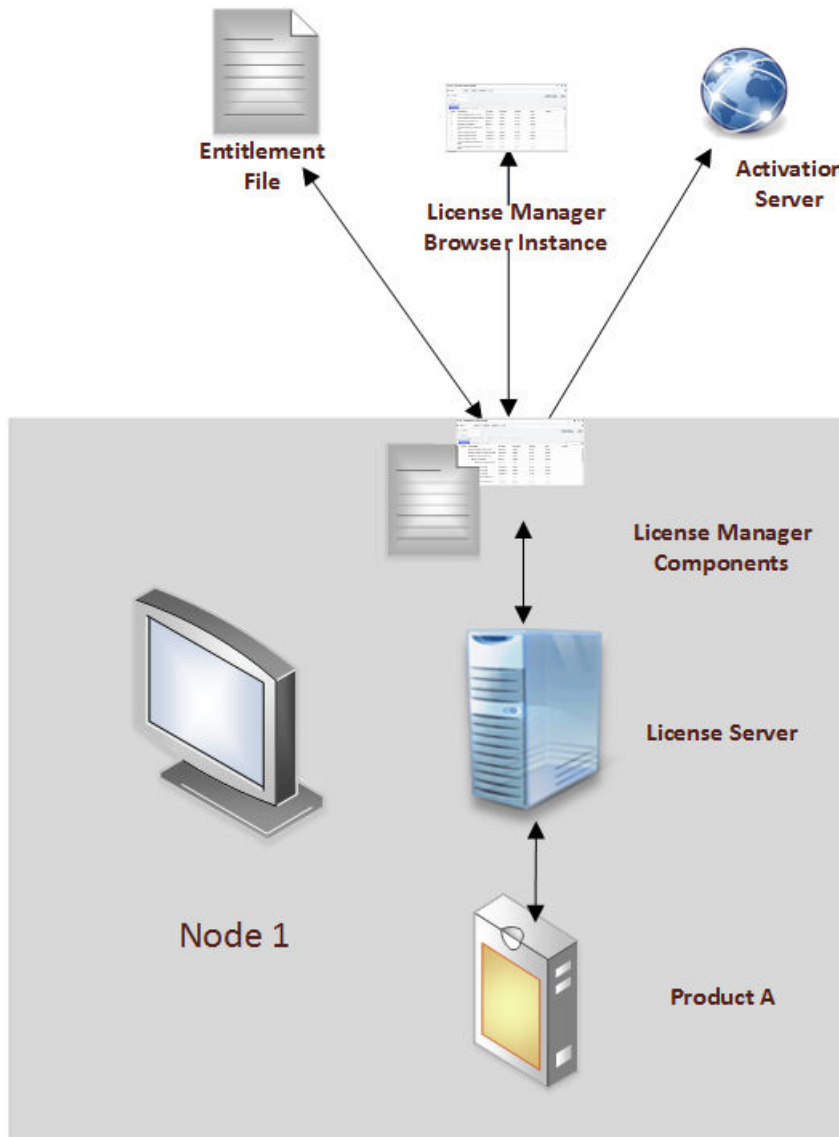 Entitlement
File
License Manager
Browser Instance
Activation
Server
License Manager
Components
License Server
Node 1
Product A